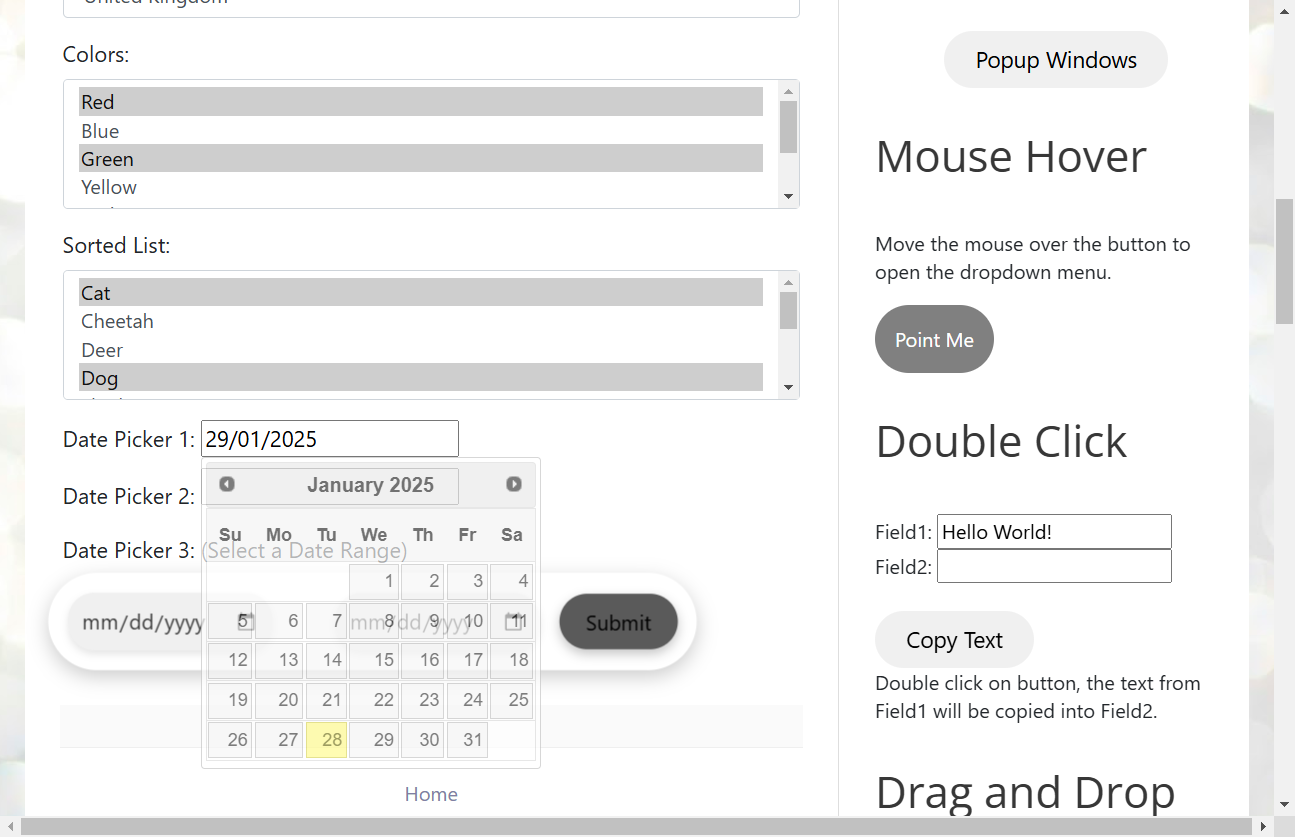 United Kingdom
Colors:
Red
Blue
Green
Yellow
Sorted List:
Cat
Cheetah
Deer
Dog
Date Picker 1: 29/01/2025
Date Picker 2:
January 2025
Su Mo Tu We Th Fr Sa
Date Picker 3: (Select a Date Range)
1 2 3 4
mm/dd/yyyy mm/dd/yyyy Submit
5 6 7 8 9 10 11
12 13 14 15 16 17 18
19 20 21 22 23 24 25
26 27 28 29 30 31
Home
Popup Windows
Mouse Hover
Move the mouse over the button to
open the dropdown menu.
Point Me
Double Click
Field1: Hello World!
Field2:
Copy Text
Double click on button, the text from
Field1 will be copied into Field2.
Drag and Drop